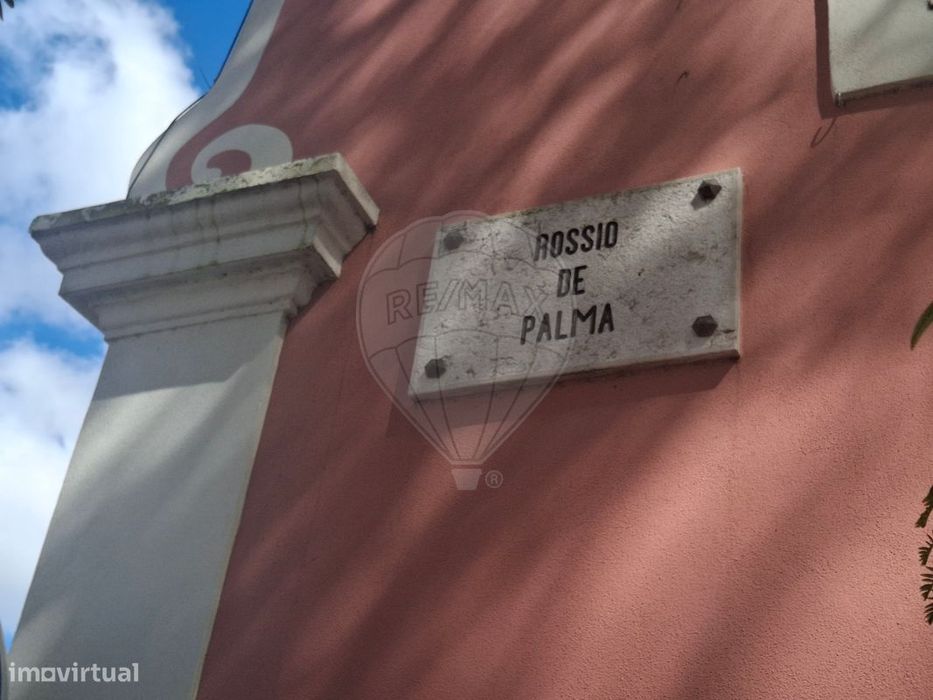 ROSSIO
DE
PALMA
RE/MAX
®
imovirtual